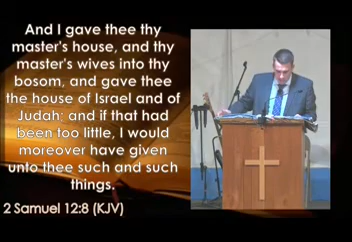 And I gave thee thy
master's house, and thy
master's wives into thy
bosom, and gave thee
the house of Israel and of
Judah; and if that had
been too little, I would
moreover have given
unto thee such and such
things.
2 Samuel 12:8 (KJV)